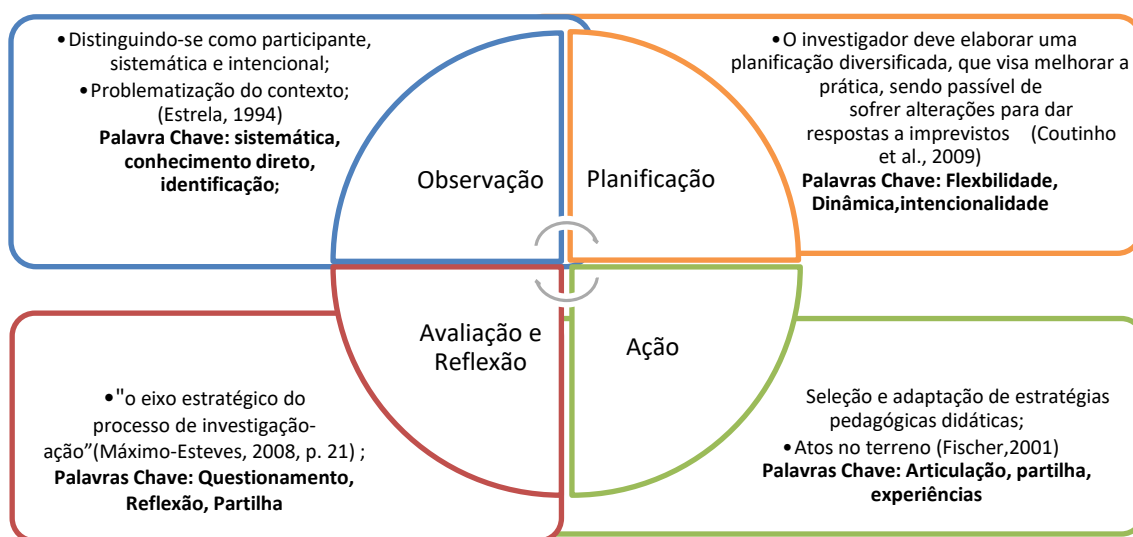 •Distinguindo-se como participante,
sistemática e intencional;
•Problematização do contexto;
(Estrela, 1994)
Palavra Chave: sistemática,
conhecimento direto,
identificação;
Observação
•O investigador deve elaborar uma
planificação diversificada, que visa melhorar a
prática, sendo passível de
sofrer alterações para dar
respostas a imprevistos (Coutinho
et al., 2009)
Palavras Chave: Flexbilidade,
Dinâmica,intencionalidade
Planificação
Avaliação e
Reflexão
•"o eixo estratégico do
processo de investigação-
ação”(Máximo-Esteves, 2008, p. 21) ;
Palavras Chave: Questionamento,
Reflexão, Partilha
Ação
Seleção e adaptação de estratégias
pedagógicas didáticas;
•Atos no terreno (Fischer,2001)
Palavras Chave: Articulação, partilha,
experiências